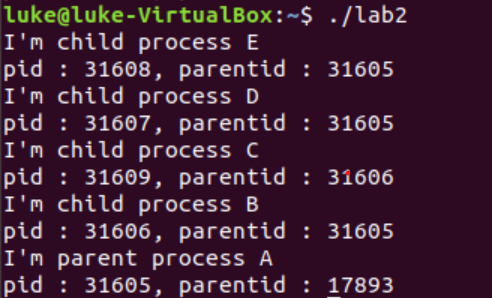 luke@luke-VirtualBox:~$ ./lab2
I'm child process E
pid : 31608, parentid : 31605
I'm child process D
pid : 31607, parentid : 31605
I'm child process C
pid : 31609, parentid : 31606
I'm child process B
pid : 31606, parentid : 31605
I'm parent process A
pid : 31605, parentid : 17893